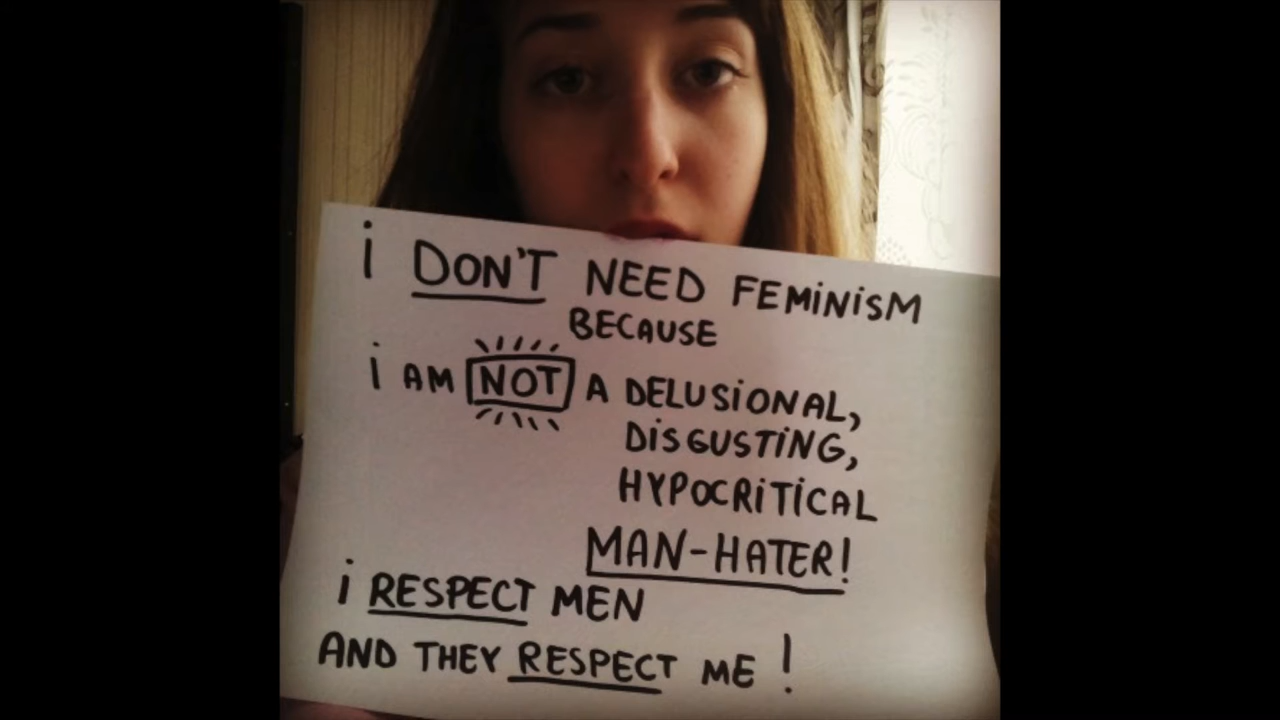 i DON'T NEED FEMiNiSM
BECAUSE
i AM NOT A DELUSiONAL,
DiSGUSTiNG,
HYPOCRiTiCAL
MAN-HATER!
i RESPECT MEN
AND THEY RESPECT ME!